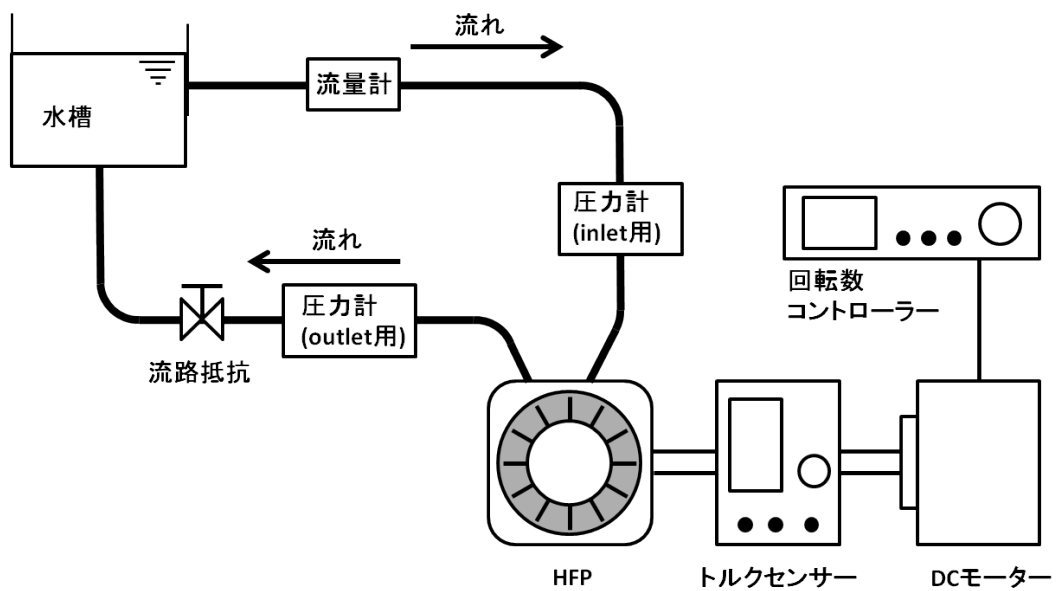 流れ
流量計
水槽
圧力計
(inlet用)
流れ
圧力計
(outlet用)
回転数
コントローラー
流路抵抗
HFP
トルクセンサー
DCモーター